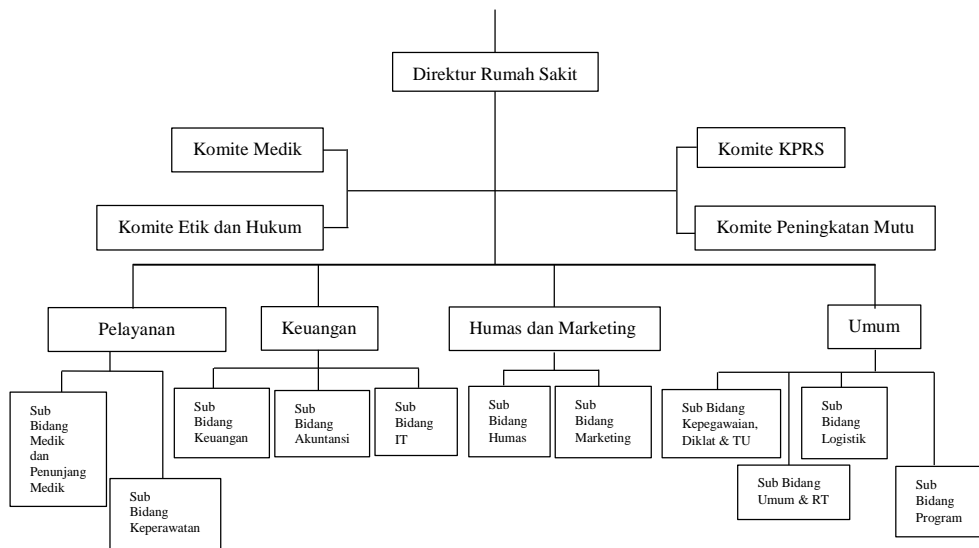 Direktur Rumah Sakit
Komite Medik
Komite KPRS
Komite Etik dan Hukum
Komite Peningkatan Mutu
Pelayanan
Keuangan
Humas dan Marketing
Umum
Sub
Bidang
Medik
dan
Penunjang
Medik
Sub
Bidang
Keperawatan
Sub
Bidang
Keuangan
Sub
Bidang
Akuntansi
Sub
Bidang
IT
Sub
Bidang
Humas
Sub
Bidang
Marketing
Sub Bidang
Kepegawaian,
Diklat & TU
Sub Bidang
Umum & RT
Sub
Bidang
Logistik
Sub
Bidang
Program